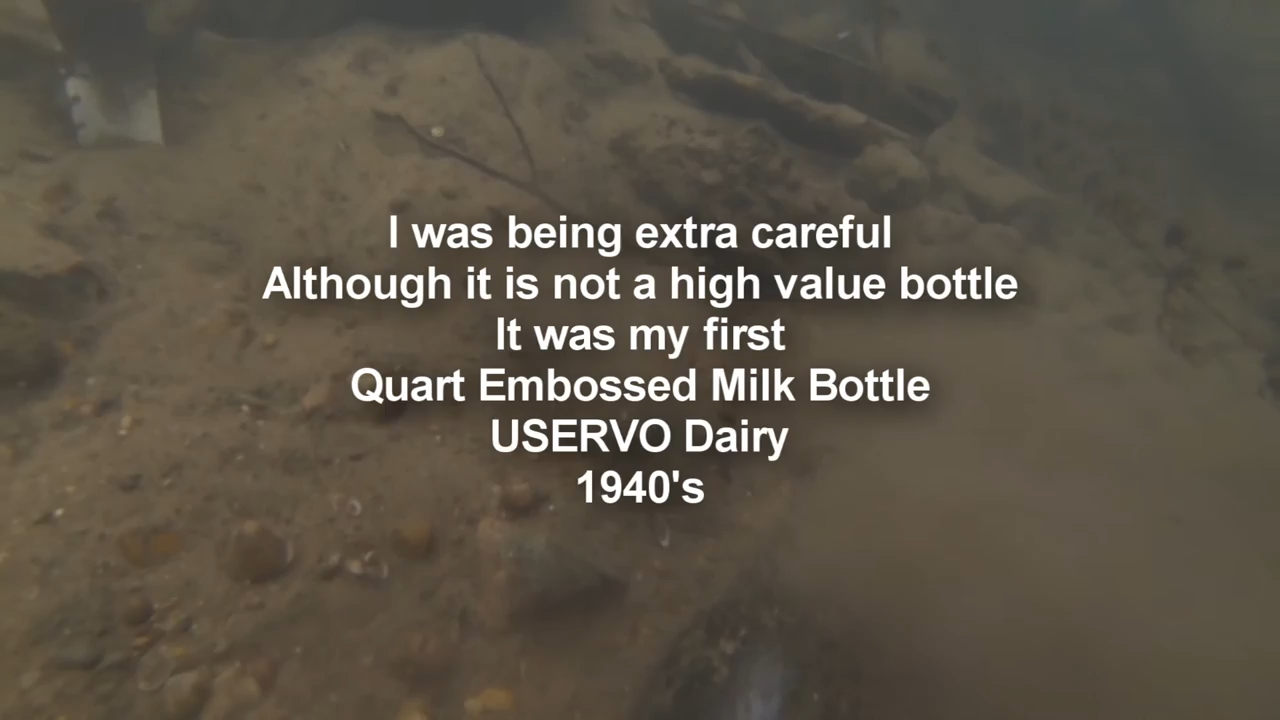 I was being extra careful
Although it is not a high value bottle
It was my first
Quart Embossed Milk Bottle
USERVO Dairy
1940's